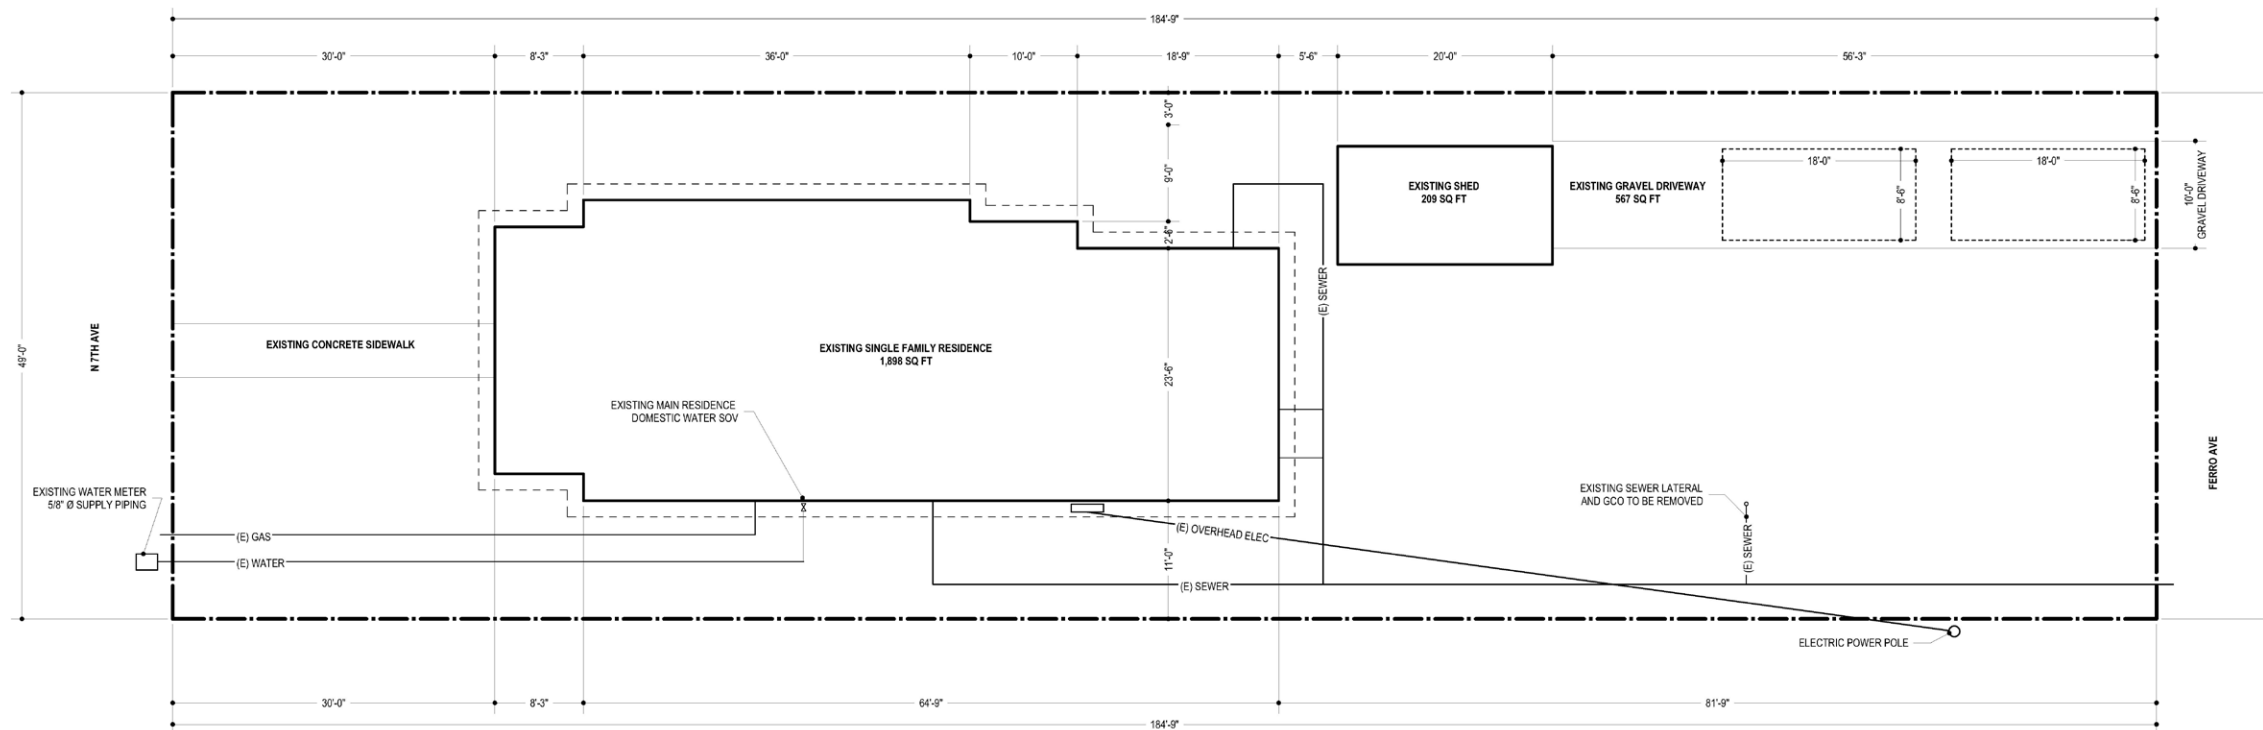 184'-9"
30'-0"
8'-3"
36'-0"
10'-0"
18'-9"
5'-6"
20'-0"
56'-3"
3'-0"
9'-0"
2'-6"
18'-0"
8'-6"
18'-0"
8'-6"
10'-0"
GRAVEL DRIVEWAY
EXISTING SHED
209 SQ FT
EXISTING GRAVEL DRIVEWAY
567 SQ FT
(E) SEWER
49'-0"
N 7TH AVE
EXISTING CONCRETE SIDEWALK
EXISTING SINGLE FAMILY RESIDENCE
1,898 SQ FT
23'-6"
EXISTING MAIN RESIDENCE
DOMESTIC WATER SOV
FERRO AVE
EXISTING WATER METER
5/8" Ø SUPPLY PIPING
EXISTING SEWER LATERAL
AND GCO TO BE REMOVED
(E) GAS
(E) WATER
(E) OVERHEAD ELEC
11'-0"
(E) SEWER
(E) SEWER
ELECTRIC POWER POLE
30'-0"
8'-3"
64'-9"
81'-9"
184'-9"